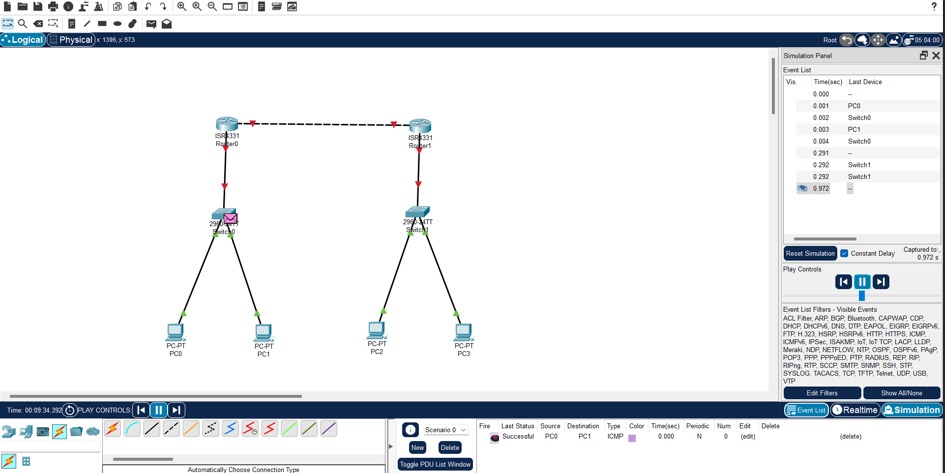 ?
Logical
Physical
x: 1396, y: 573
Root
05:04:00
Simulation Panel
Event List
Vis. Time(sec) Last Device
0.000 --
0.001 PC0
0.002 Switch0
0.003 PC1
0.004 Switch0
0.291 --
0.292 Switch1
0.292 Switch1
0.972 --
Reset Simulation
Constant Delay
Captured to:
0.972 s
Play Controls
Event List Filters - Visible Events
ACL Filter, ARP, BGP, Bluetooth, CAPWAP, CDP,
DHCP, DHCPv6, DNS, DTP, EAPOL, EIGRP, EIGRPv6,
FTP, H.323, HSRP, HSRPv6, HTTP, HTTPS, ICMP,
ICMPv6, IPSec, ISAKMP, IoT, IoT TCP, LACP, LLDP,
Meraki, NDP, NETFLOW, NTP, OSPF, OSPFv6, PAgP,
POP3, PPP, PPPoED, PTP, RADIUS, REP, RIP,
RIPng, RTP, SCCP, SMTP, SNMP, SSH, STP,
SYSLOG, TACACS, TCP, TFTP, Telnet, UDP, USB,
VTP
Edit Filters
Show All/None
ISR4331
Router0
ISR4331
Router1
Switch0
2960-24TT
Switch1
PC-PT
PC0
PC-PT
PC1
PC-PT
PC2
PC-PT
PC3
Time: 00:09:34.392
PLAY CONTROLS:
Event List
Realtime
Simulation
Automatically Choose Connection Type
Scenario 0
New
Delete
Toggle PDU List Window
Fire Last Status Source Destination Type Color Time(sec) Periodic Num Edit Delete
Successful PC0 PC1 ICMP 0.000 N 0 (edit) (delete)